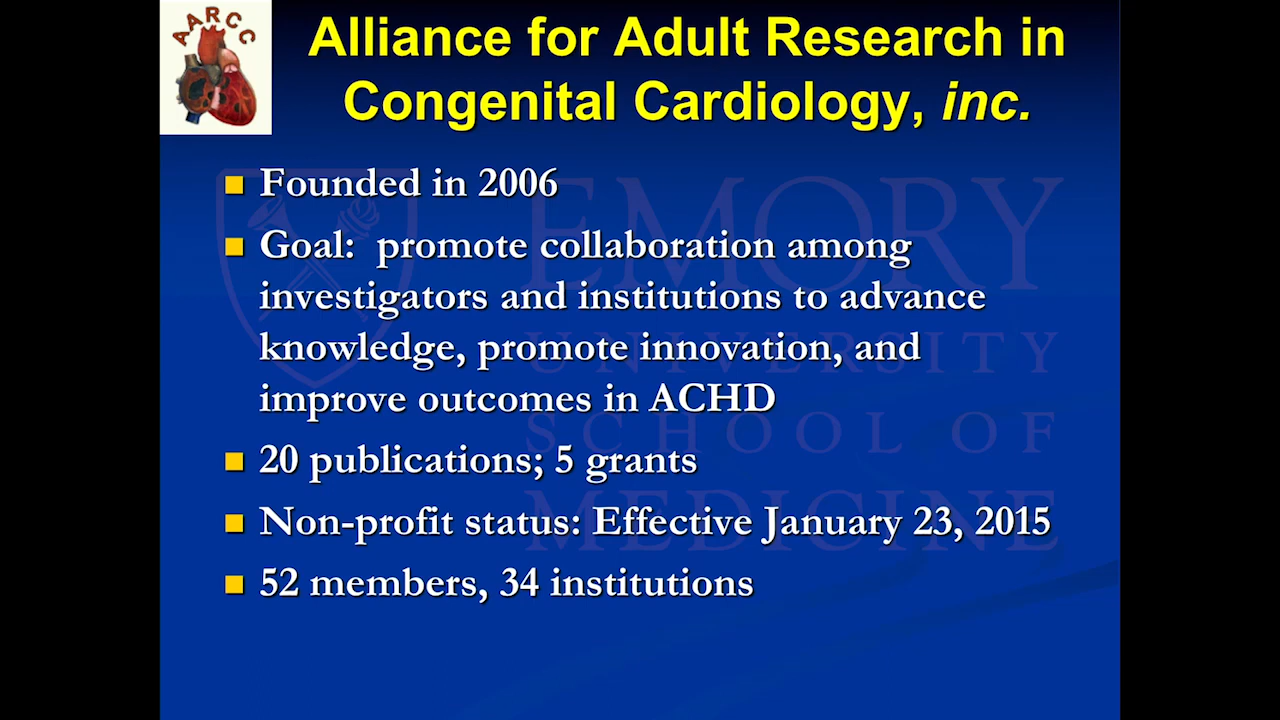 AARCC
Alliance for Adult Research in
Congenital Cardiology, inc.
Founded in 2006
Goal:  promote collaboration among
investigators and institutions to advance
knowledge, promote innovation, and
improve outcomes in ACHD
20 publications; 5 grants
Non-profit status: Effective January 23, 2015
52 members, 34 institutions
EMORY
UNIVERSITY
SCHOOL OF
MEDICINE